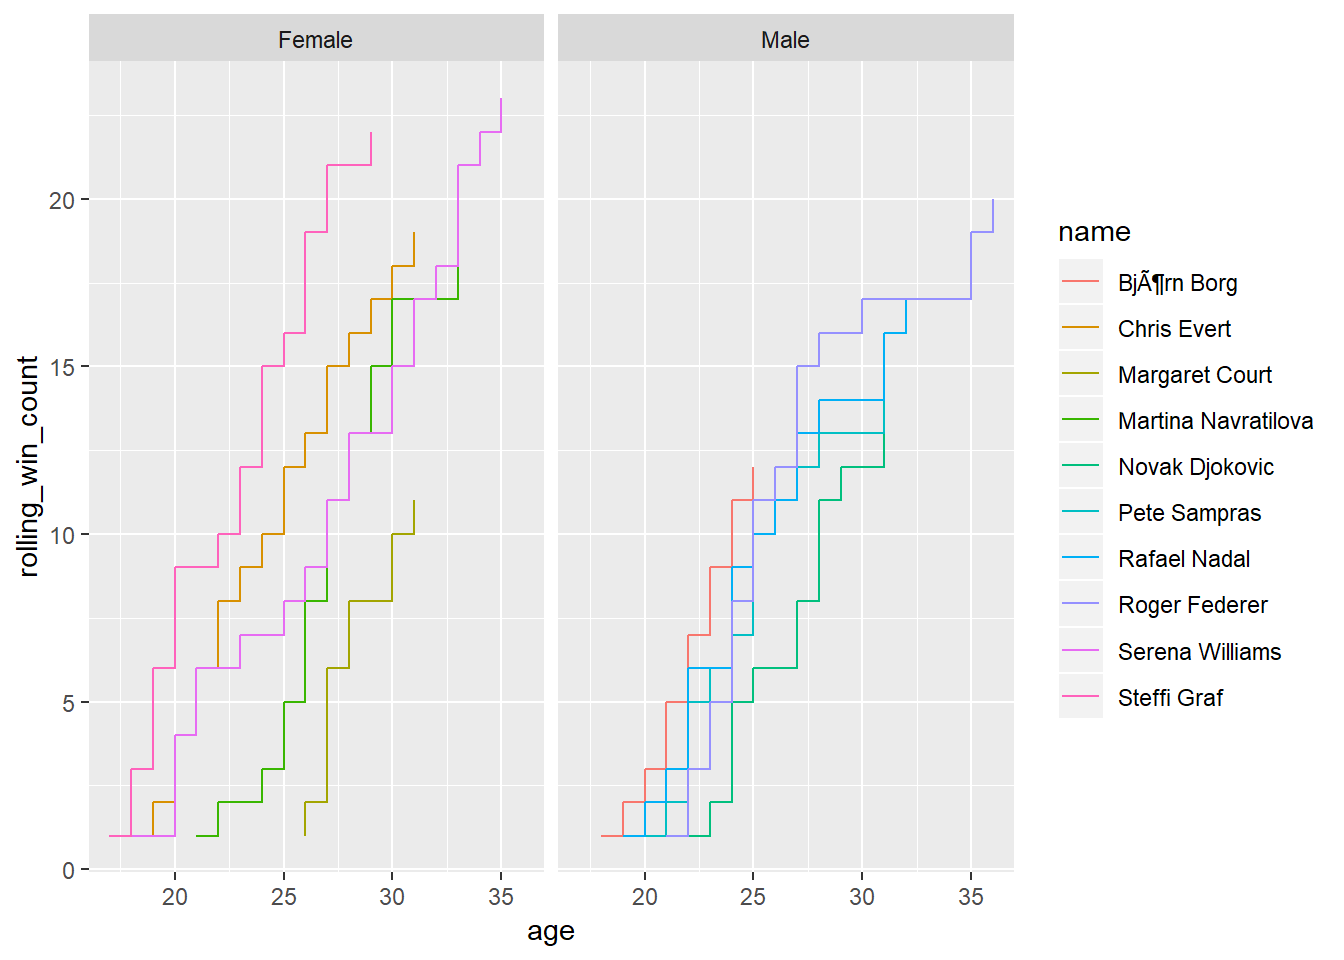 Female
Male
20
15
10
5
0
rolling_win_count
20
25
30
35
20
25
30
35
age
name
BjÃ¶rn Borg
Chris Evert
Margaret Court
Martina Navratilova
Novak Djokovic
Pete Sampras
Rafael Nadal
Roger Federer
Serena Williams
Steffi Graf